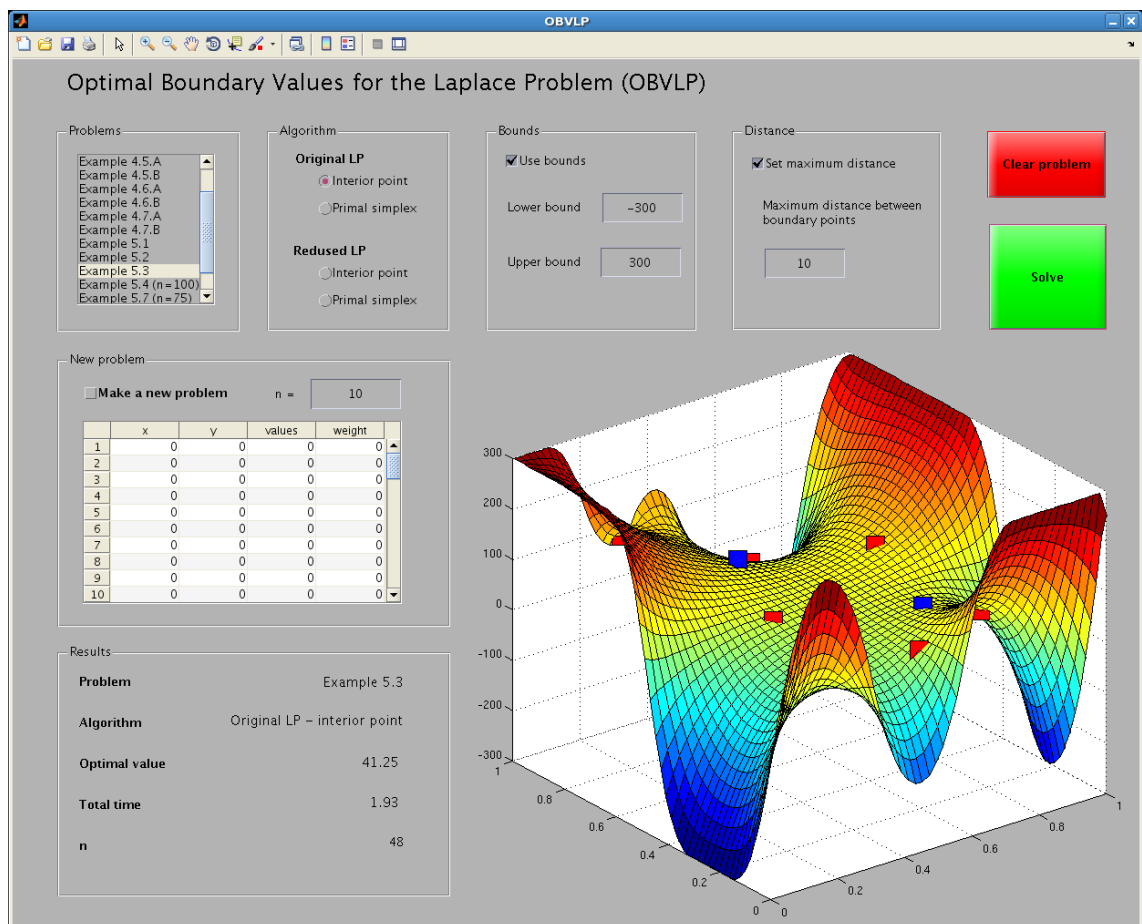 OBVLP
Optimal Boundary Values for the Laplace Problem (OBVLP)
Problems
Example 4.5.A
Example 4.5.B
Example 4.6.A
Example 4.6.B
Example 4.7.A
Example 4.7.B
Example 5.1
Example 5.2
Example 5.3
Example 5.4 (n=100)
Example 5.7 (n=75)
Algorithm
Original LP
Interior point
Primal simplex
Redused LP
Interior point
Primal simplex
Bounds
Use bounds
Lower bound -300
Upper bound 300
Distance
Set maximum distance
Maximum distance between
boundary points
10
Clear problem
Solve
New problem
Make a new problem n = 10
x y values weight
1 0 0 0 0
2 0 0 0 0
3 0 0 0 0
4 0 0 0 0
5 0 0 0 0
6 0 0 0 0
7 0 0 0 0
8 0 0 0 0
9 0 0 0 0
10 0 0 0 0
Results
Problem Example 5.3
Algorithm Original LP – interior point
Optimal value 41.25
Total time 1.93
n 48
300
200
100
0
-100
-200
-300
1
0.8
0.6
0.4
0.2
0
0
0.2
0.4
0.6
0.8
1